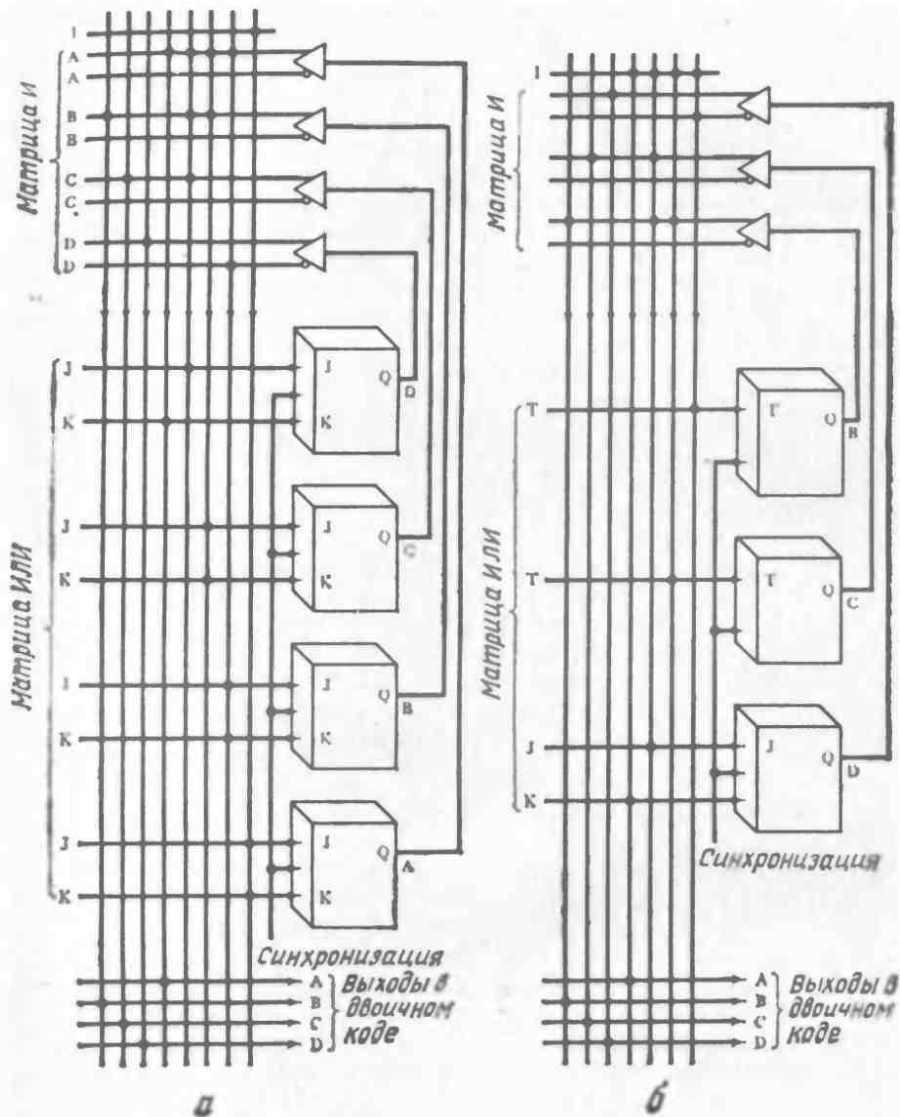 I
A
A
B
B
C
C
D
D
Матрица И
J
K
J
K
J
K
J
K
Матрица ИЛИ
J
Q
K
D
J
Q
K
C
J
Q
K
B
J
Q
K
A
Синхронизация
A
B
C
D
Выходы в
двоичном
коде
а
I
Матрица И
T
T
J
K
Матрица ИЛИ
T
Q
B
T
Q
C
J
Q
D
Синхронизация
A
B
C
D
Выходы в
двоичном
коде
б